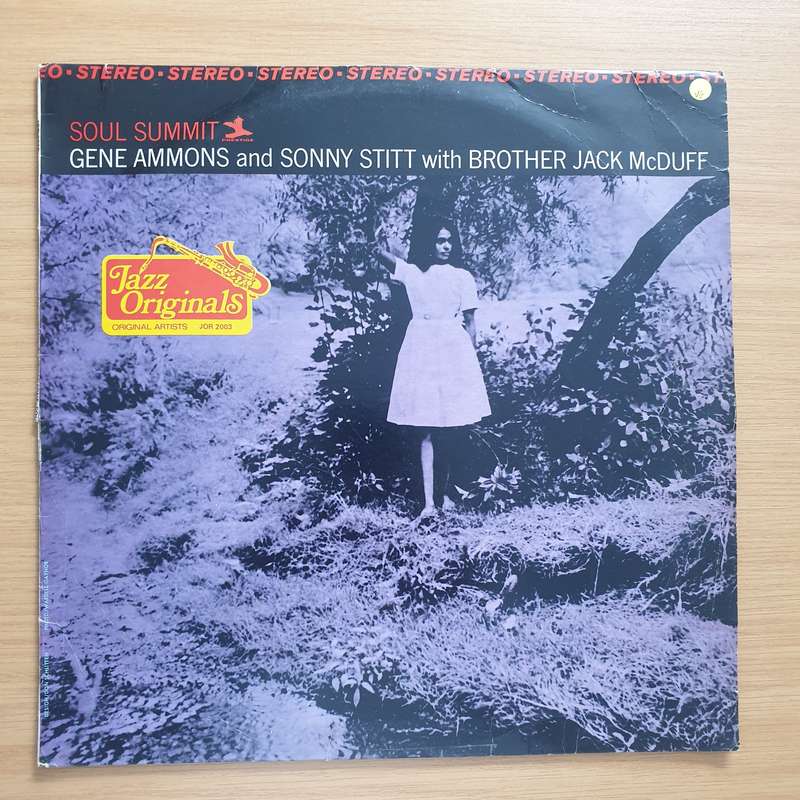 EO • STEREO • STEREO • STEREO • STEREO • STEREO • STEREO • STEREO • ST
SOUL SUMMIT PRESTIGE
GENE AMMONS and SONNY STITT with BROTHER JACK McDUFF
Jazz
Originals
ORIGINAL ARTISTS JOR 2003